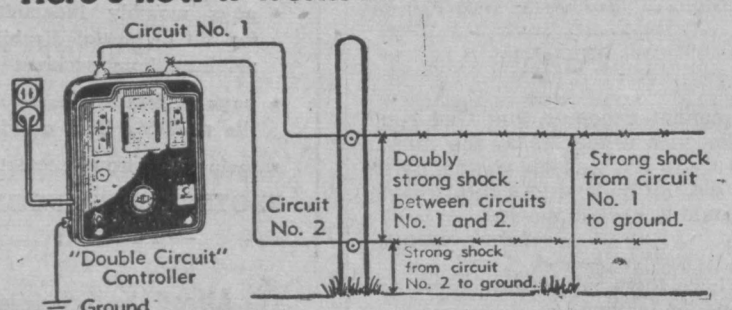 Circuit No. 1
Doubly
strong shock
between circuits
No. 1 and 2.
Strong shock
from circuit
No. 1
to ground.
Circuit
No. 2
Strong shock
from circuit
No. 2 to ground.
"Double Circuit"
Controller
Ground